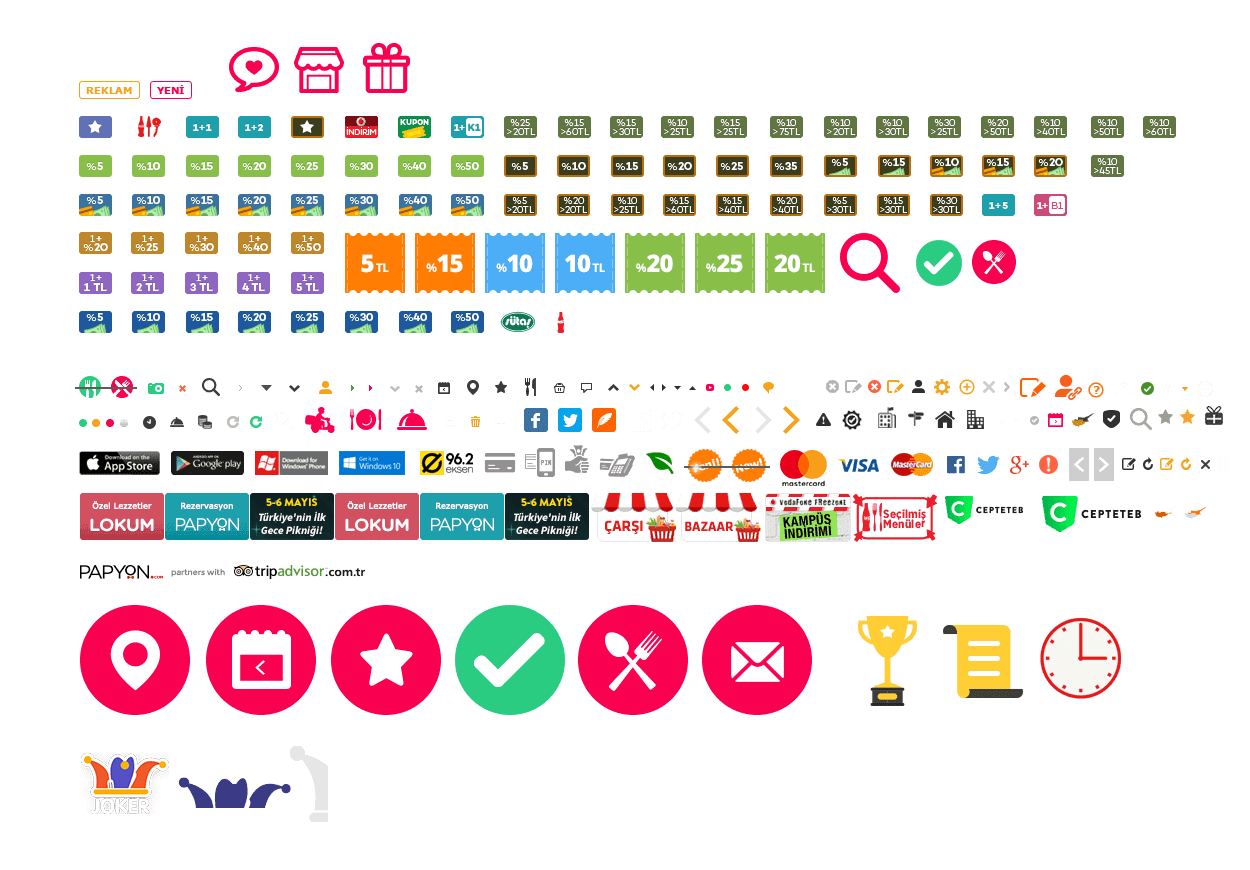 REKLAM YENİ
1+1 1+2 İNDİRİM KUPON 1+ K1 %25 >20TL %15 >60TL %15 >30TL %10 >25TL %15 >25TL %10 >75TL %10 >20TL %10 >30TL %30 >25TL %20 >50TL %10 >40TL %10 >50TL %10 >60TL
%5 %10 %15 %20 %25 %30 %40 %50 %5 %10 %15 %20 %25 %35 %5 %15 %10 %15 %20 %10 >45TL
%5 %10 %15 %20 %25 %30 %40 %50 %5 >20TL %20 >20TL %10 >25TL %15 >60TL %15 >40TL %20 >40TL %5 >30TL %15 >30TL %30 >30TL 1+5 1+ B1
1+ %20 1+ %25 1+ %30 1+ %40 1+ %50
5 TL %15 %10 10 TL %20 %25 20 TL
1+ 1 TL 1+ 2 TL 1+ 3 TL 1+ 4 TL 1+ 5 TL
%5 %10 %15 %20 %25 %30 %40 %50 sütaş
Download on the App Store
GET IT ON Google play
Download for Windows Phone
Get it on Windows 10
96.2 eksen
PIN
mastercard
VISA
MasterCard
Özel Lezzetler LOKUM
Rezervasyon PAPYON
5-6 MAYIS Türkiye'nin İlk Gece Pikniği!
Özel Lezzetler LOKUM
Rezervasyon PAPYON
5-6 MAYIS Türkiye'nin İlk Gece Pikniği!
ÇARŞI
BAZAAR
VODAFONE FREEZONE KAMPÜS İNDİRİMİ
Seçilmiş Menüler
CEPTETEB
CEPTETEB
PAPYON.COM partners with tripadvisor.com.tr
JOKER